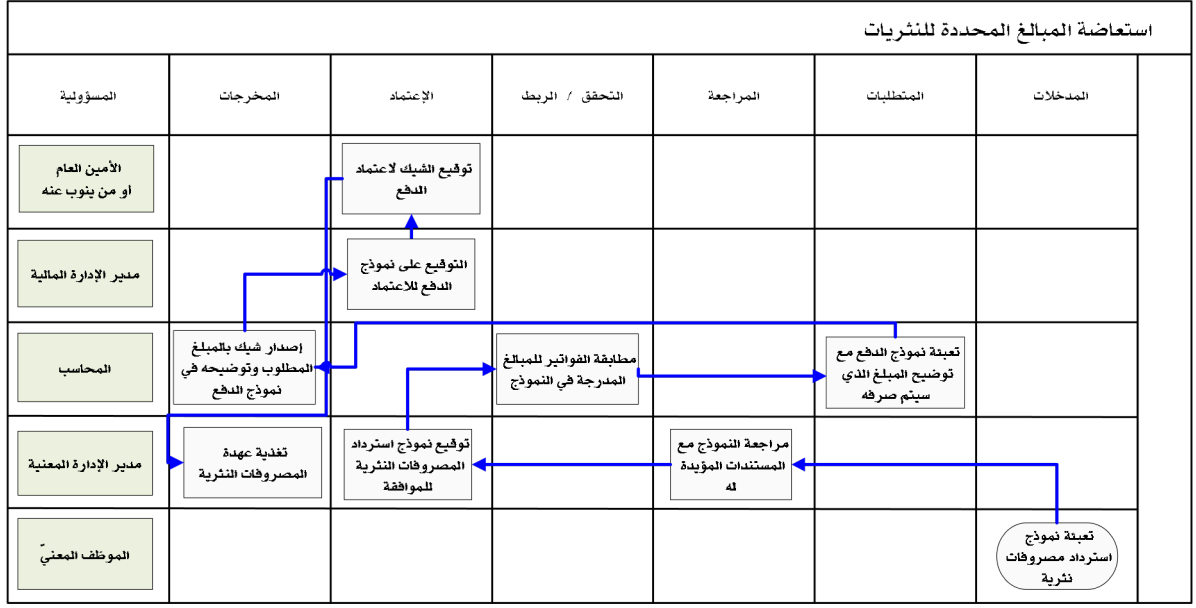 استعاضة المبالغ المحددة للنثريات
المدخلات
المتطلبات
المراجعة
التحقق / الربط
الإعتماد
المخرجات
المسؤولية
توقيع الشيك لاعتماد
الدفع
الأمين العام
او من ينوب عنه
التوقيع على نموذج
الدفع للاعتماد
مدير الإدارة المالية
تعبئة نموذج الدفع مع
توضيح المبلغ الذي
سيتم صرفه
مطابقة الفواتير للمبالغ
المدرجة في النموذج
إصدار شيك بالمبلغ
المطلوب وتوضيحه في
نموذج الدفع
المحاسب
مراجعة النموذج مع
المستندات المؤيدة
له
توقيع نموذج استرداد
المصروفات النثرية
للموافقة
تغذية عهدة
المصروفات النثرية
مدير الإدارة المعنية
تعبئة نموذج
استرداد مصروفات
نثرية
الموظف المعنيّ